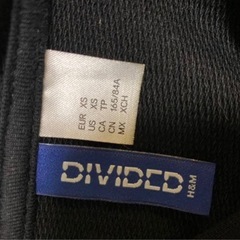 EUR XS
US XS
CA TP
CN 165/84A
MX XCH
DIVIDED
H&M